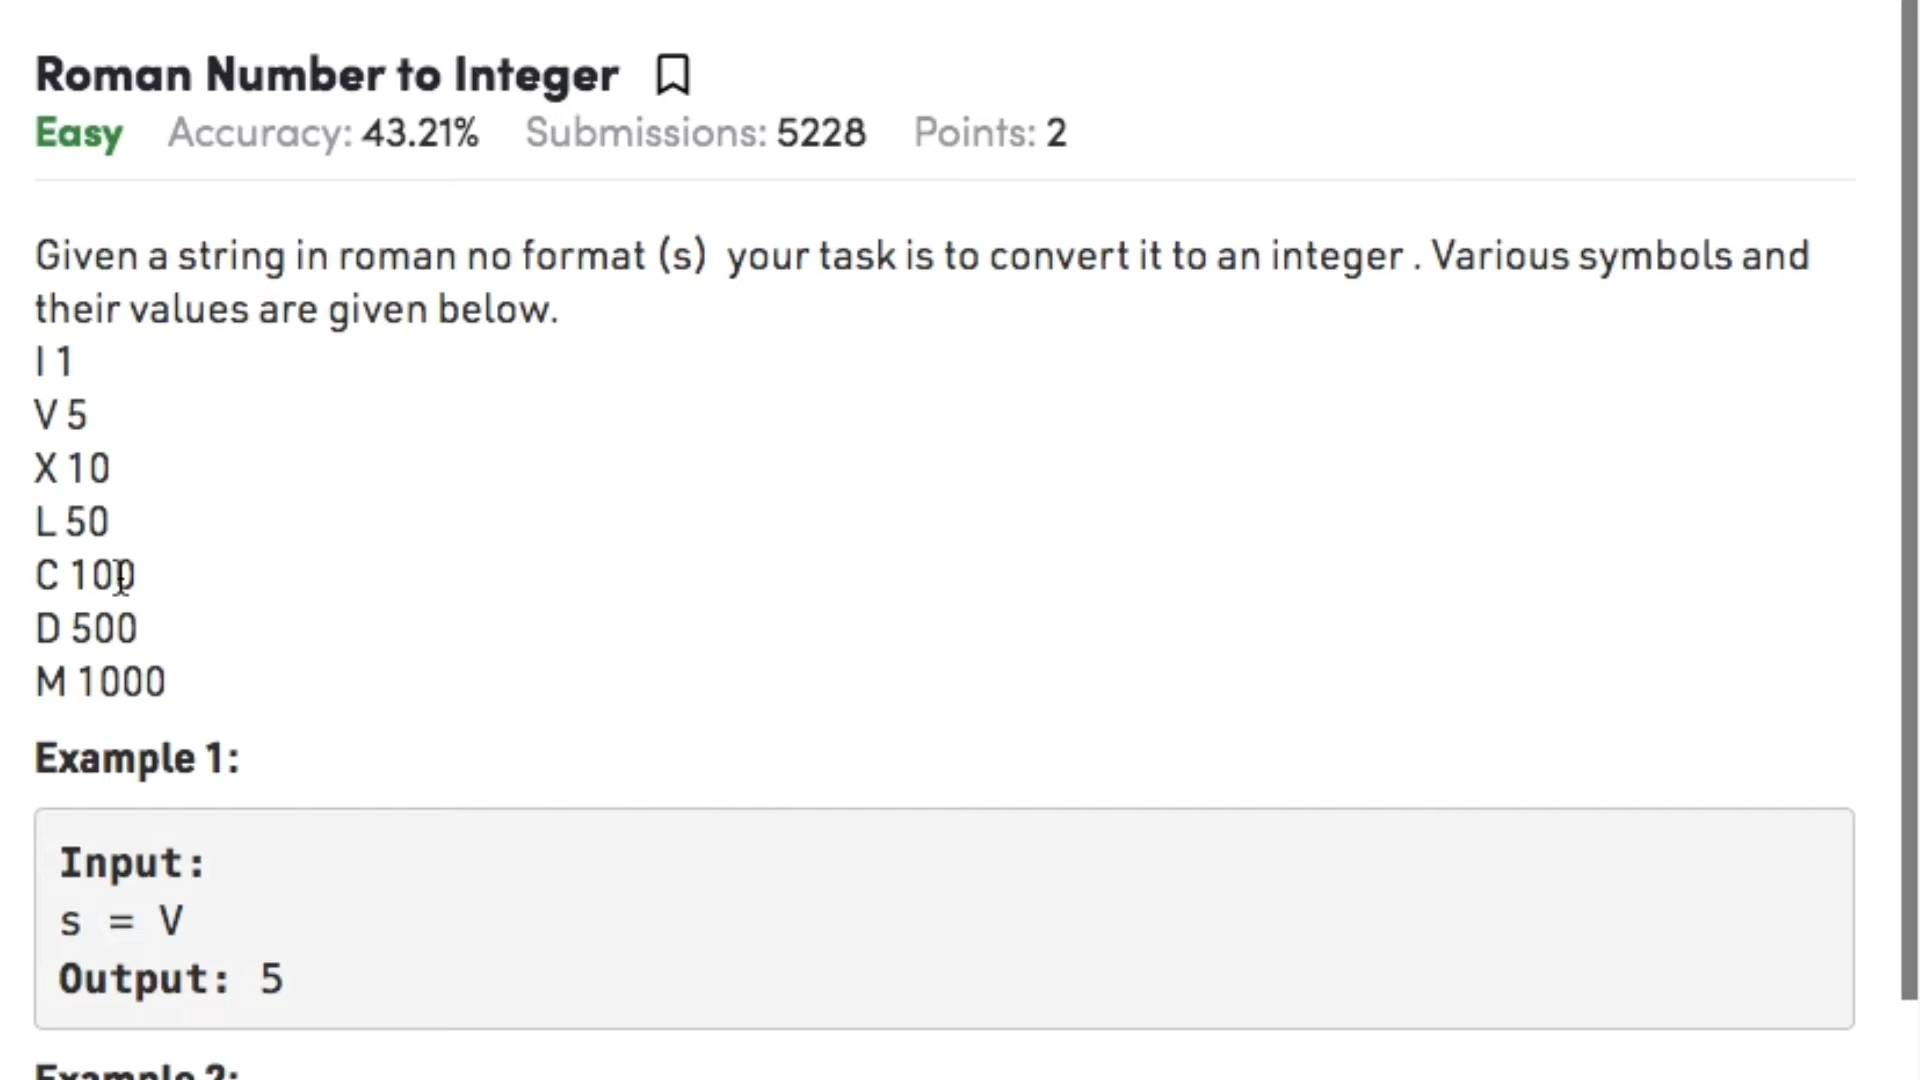 Roman Number to Integer
Easy Accuracy: 43.21% Submissions: 5228 Points: 2
Given a string in roman no format (s) your task is to convert it to an integer . Various symbols and
their values are given below.
I 1
V 5
X 10
L 50
C 100
D 500
M 1000
Example 1:
Input:
s = V
Output: 5
Example 2: